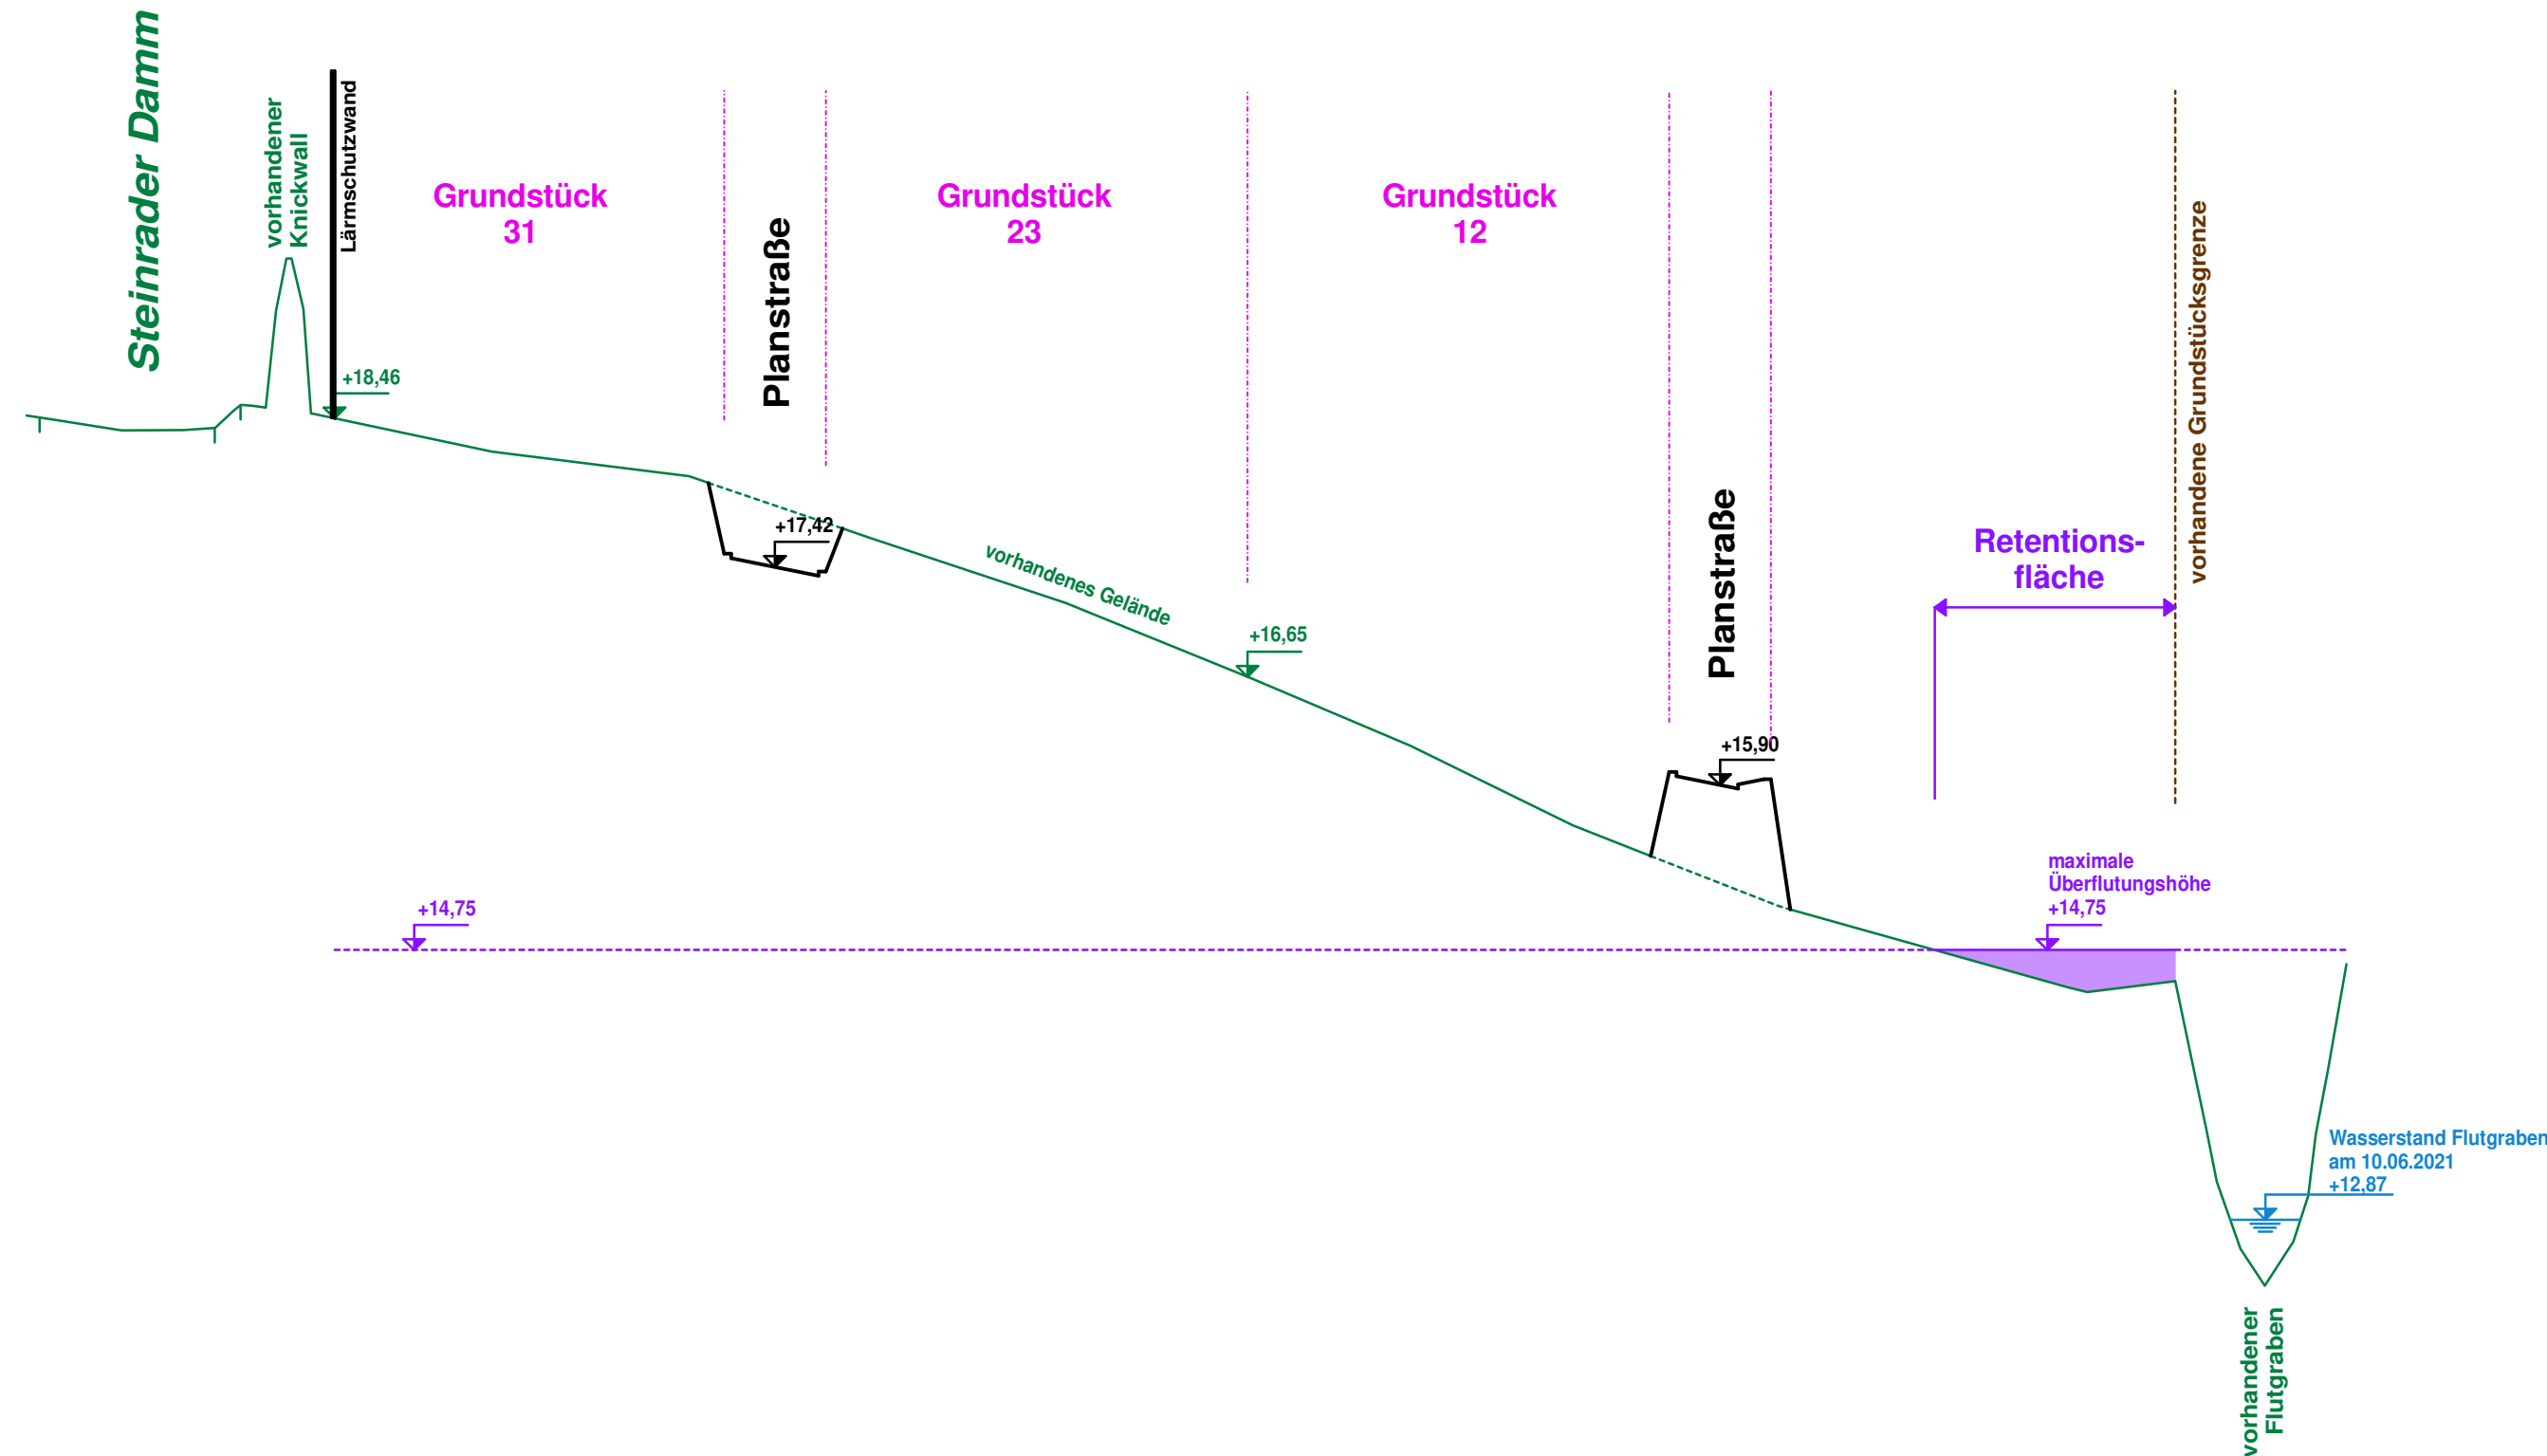 Steinrader Damm
vorhandener
Knickwall
Lärmschutzwand
+18,46
Grundstück
31
Planstraße
+17,42
Grundstück
23
vorhandenes Gelände
+16,65
Grundstück
12
Planstraße
+15,90
Retentions-
fläche
vorhandene Grundstücksgrenze
+14,75
maximale
Überflutungshöhe
+14,75
Wasserstand Flutgraben
am 10.06.2021
+12,87
vorhandener
Flutgraben